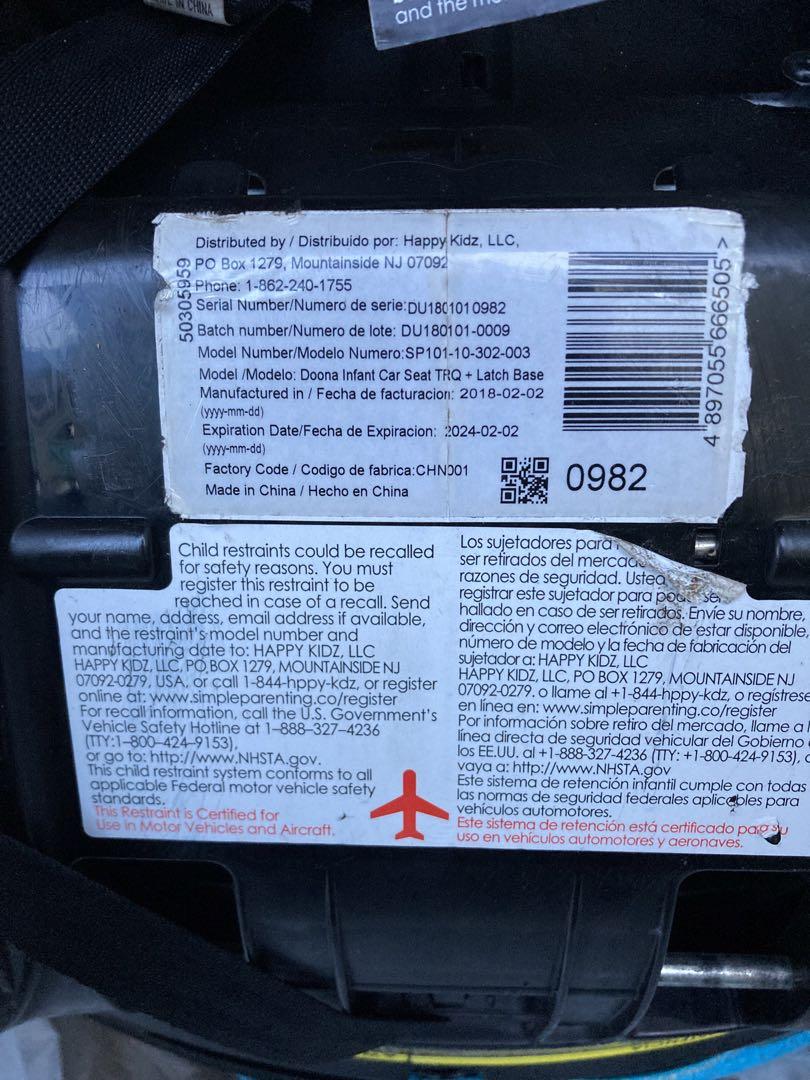 MADE IN CHINA
and the
Distributed by / Distribuido por: Happy Kidz, LLC,
PO Box 1279, Mountainside NJ 07092
Phone: 1-862-240-1755
Serial Number/Numero de serie:DU1801010982
Batch number/Numero de lote: DU180101-0009
Model Number/Modelo Numero:SP101-10-302-003
Model /Modelo: Doona Infant Car Seat TRQ + Latch Base
Manufactured in / Fecha de facturacion: 2018-02-02
(yyyy-mm-dd)
Expiration Date/Fecha de Expiracion: 2024-02-02
(yyyy-mm-dd)
Factory Code / Codigo de fabrica:CHN001
Made in China / Hecho en China
50305959
4 897055 666505 >
0982
Child restraints could be recalled
for safety reasons. You must
register this restraint to be
reached in case of a recall. Send
your name, address, email address if available,
and the restraint's model number and
manufacturing date to: HAPPY KIDZ, LLC
HAPPY KIDZ, LLC, PO BOX 1279, MOUNTAINSIDE NJ
07092-0279, USA, or call 1-844-hppy-kdz, or register
online at: www.simpleparenting.co/register
For recall information, call the U.S. Government's
Vehicle Safety Hotline at 1-888-327-4236
(TTY:1-800-424-9153),
or go to: http://www.NHSTA.gov.
This child restraint system conforms to all
applicable Federal motor vehicle safety
standards.
This Restraint is Certified for
Use in Motor Vehicles and Aircraft.
Los sujetadores para
ser retirados del mercado
razones de seguridad. Usted
registrar este sujetador para poder ser
hallado en caso de ser retirados. Envíe su nombre,
dirección y correo electrónico de estar disponible,
número de modelo y la fecha de fabricación del
sujetador a: HAPPY KIDZ, LLC
HAPPY KIDZ, LLC, PO BOX 1279, MOUNTAINSIDE NJ
07092-0279. o llame al +1-844-hppy-kdz, o regístrese
en línea en: www.simpleparenting.co/register
Por información sobre retiro del mercado, llame a
línea directa de seguridad vehicular del Gobierno
los EE.UU. al +1-888-327-4236 (TTY: +1-800-424-9153),
vaya a: http://www.NHSTA.gov
Este sistema de retención infantil cumple con todas
las normas de seguridad federales aplicables para
vehículos automotores.
Este sistema de retención está certificado para su
uso en vehículos automotores y aeronaves.